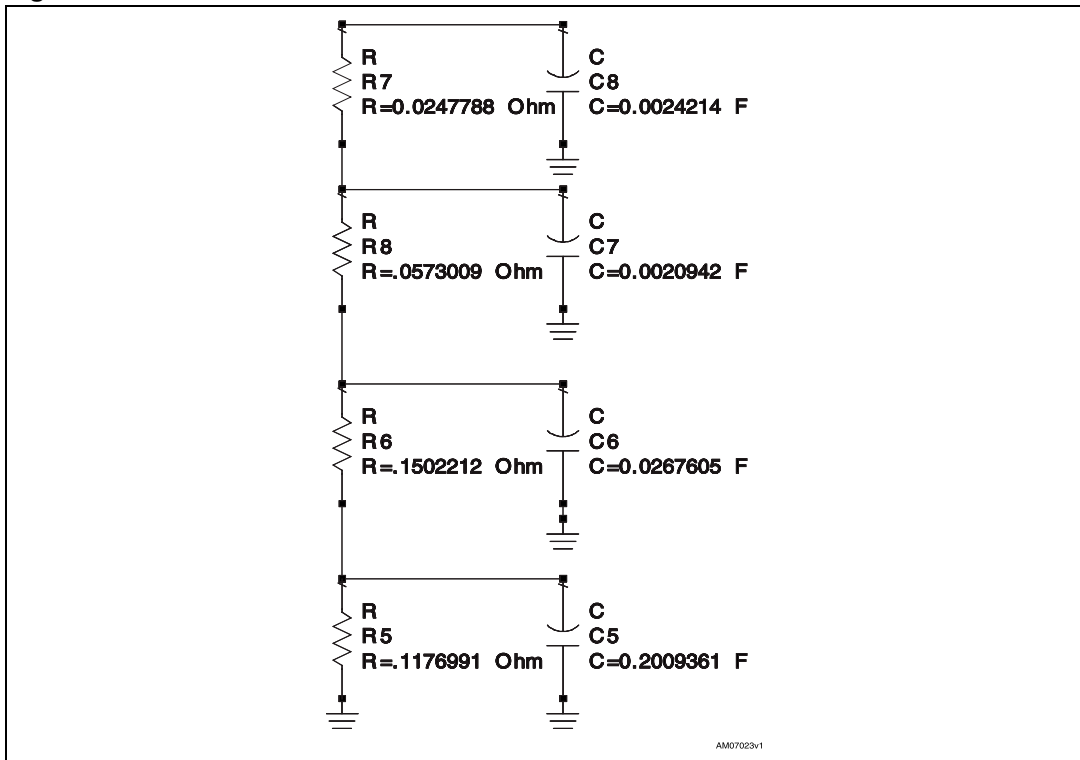 R
R7
R=0.0247788 Ohm
C
C8
C=0.0024214 F
R
R8
R=.0573009 Ohm
C
C7
C=0.0020942 F
R
R6
R=.1502212 Ohm
C
C6
C=0.0267605 F
R
R5
R=.1176991 Ohm
C
C5
C=0.2009361 F
AM07023v1